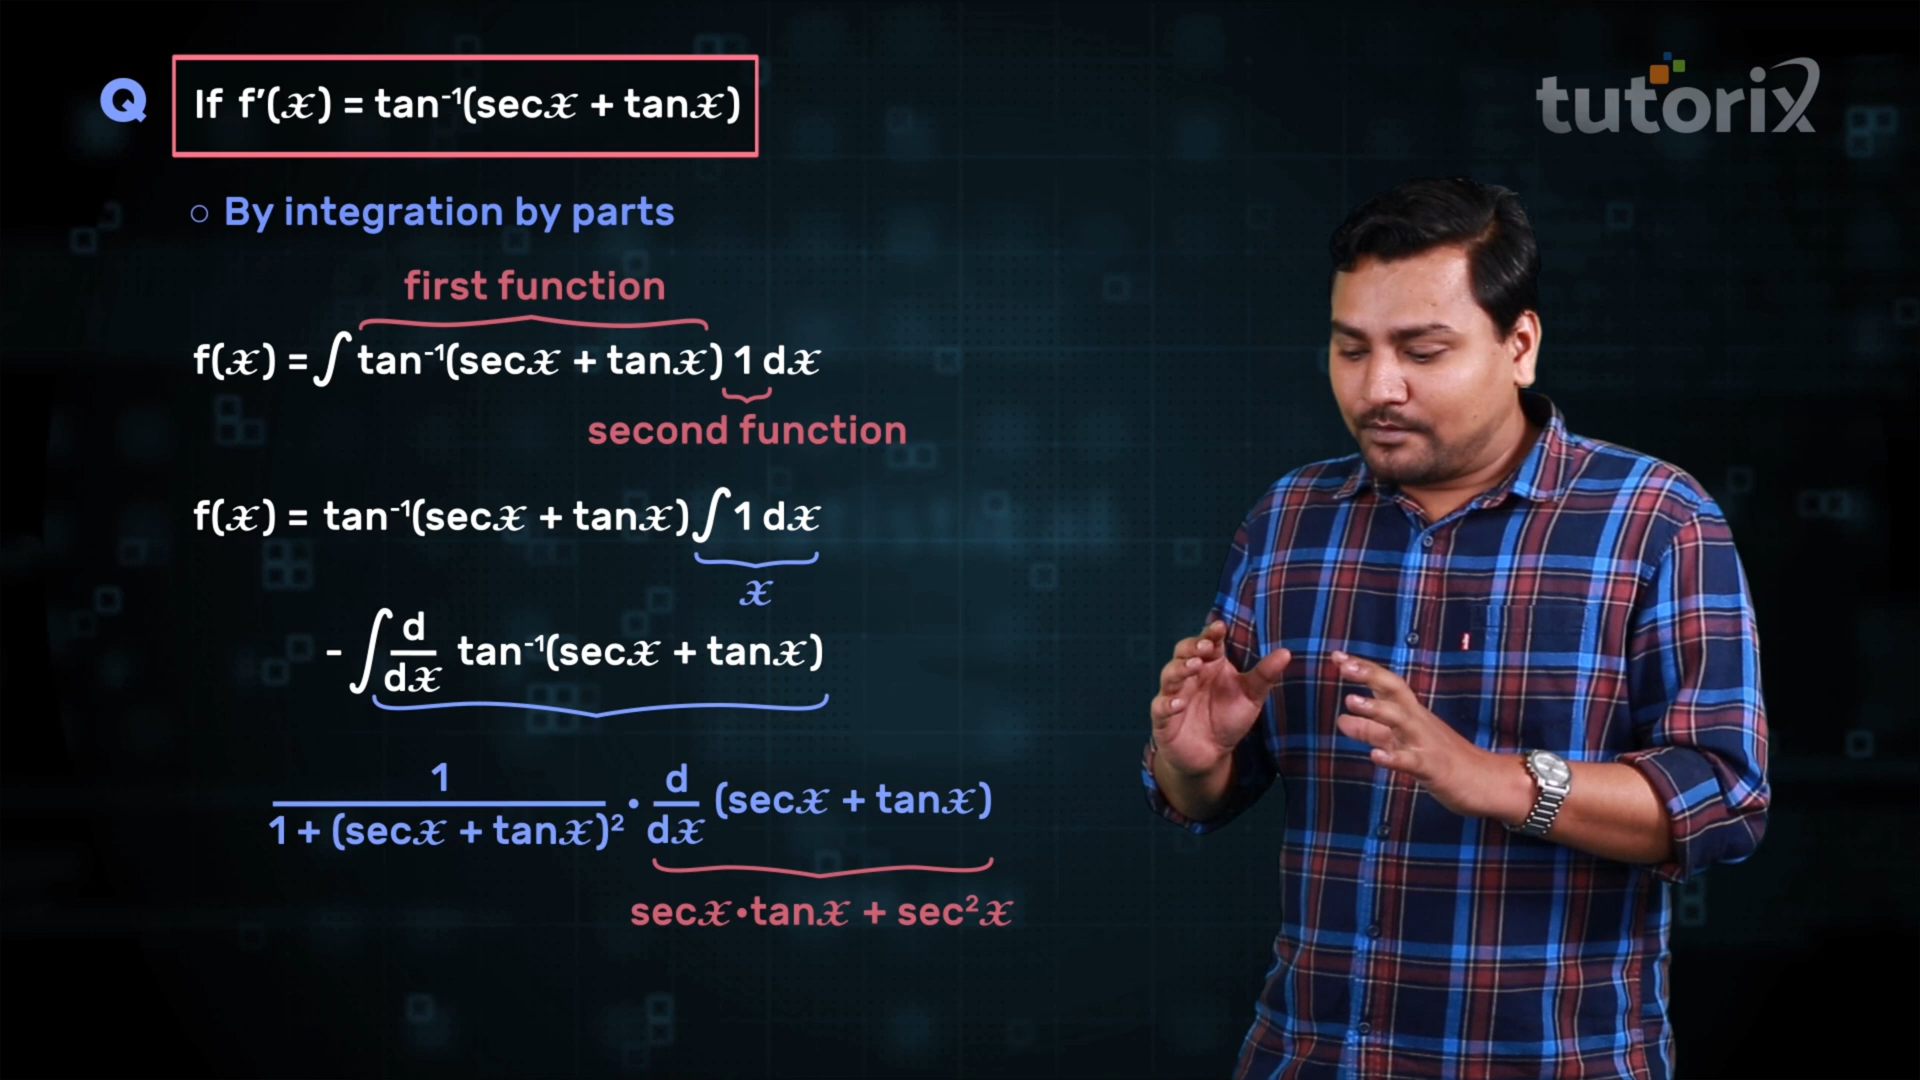 Q If f′(x) = tan⁻¹(secx + tanx)
tutorix
○ By integration by parts
first function
f(x) = ∫ tan⁻¹(secx + tanx) 1 dx
second function
f(x) = tan⁻¹(secx + tanx) ∫ 1 dx
x
- ∫ d/dx tan⁻¹(secx + tanx)
1/1 + (secx + tanx)² · d/dx (secx + tanx)
secx·tanx + sec²x